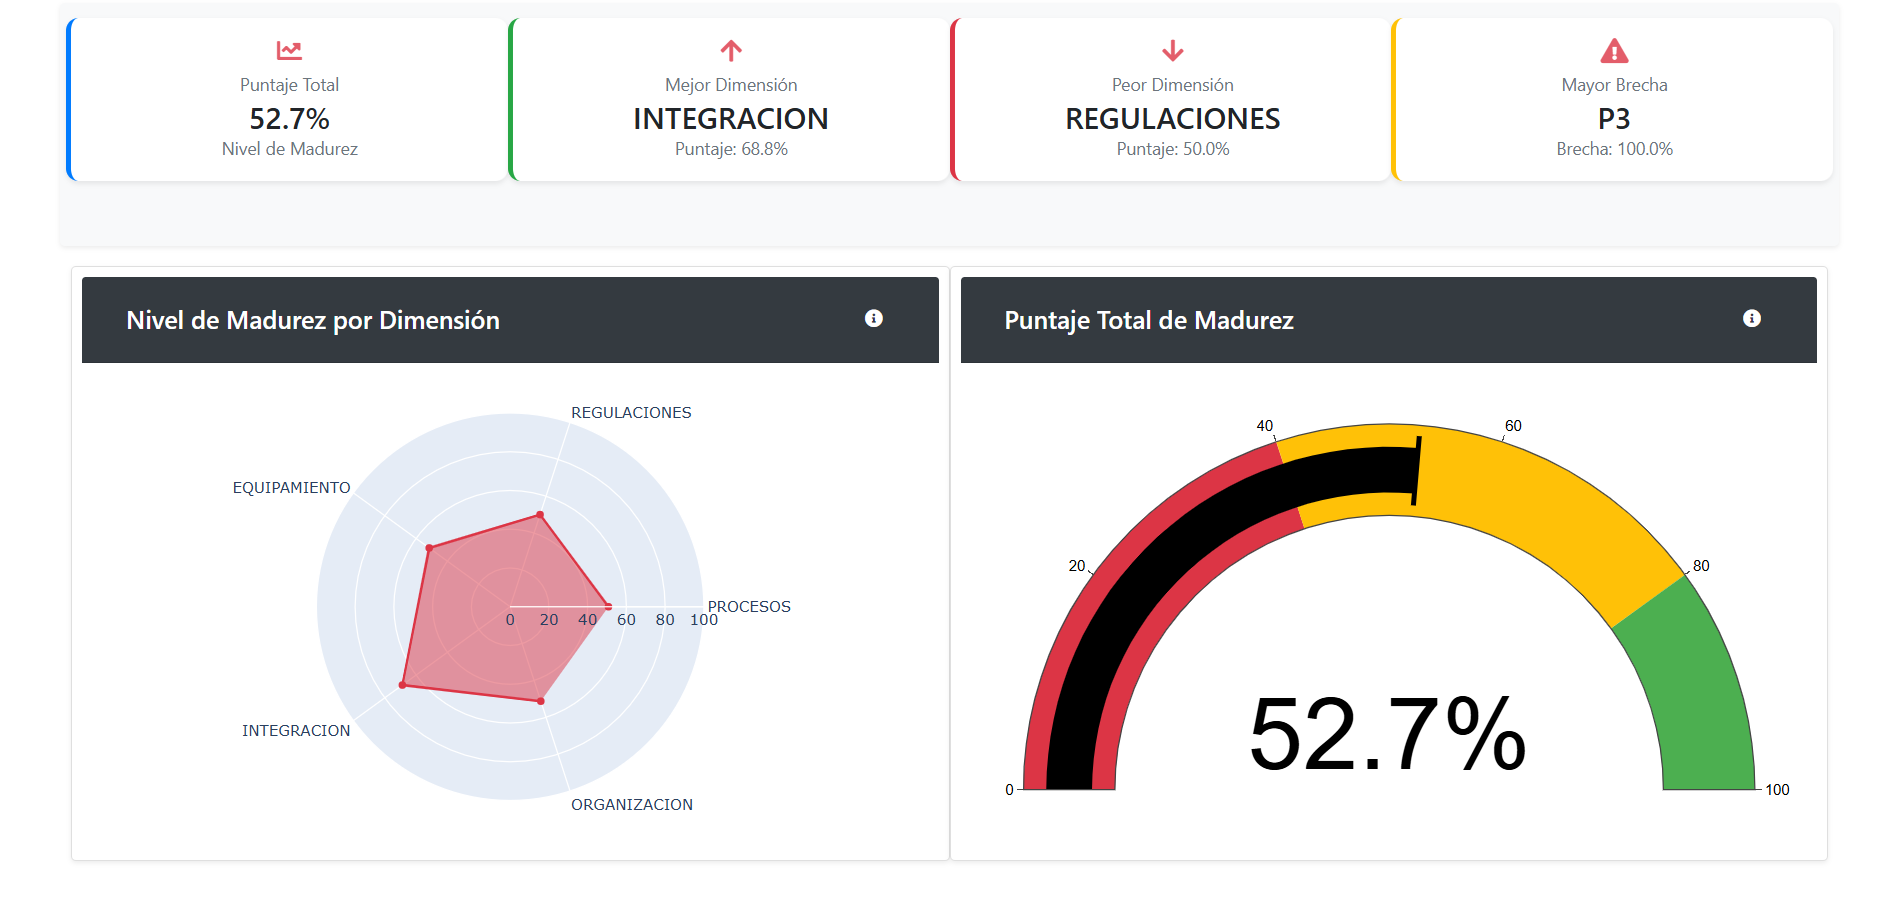 Puntaje Total
52.7%
Nivel de Madurez
Mejor Dimensión
INTEGRACION
Puntaje: 68.8%
Peor Dimensión
REGULACIONES
Puntaje: 50.0%
Mayor Brecha
P3
Brecha: 100.0%
Nivel de Madurez por Dimensión
REGULACIONES
EQUIPAMIENTO
PROCESOS
0 20 40 60 80 100
INTEGRACION
ORGANIZACION
Puntaje Total de Madurez
40
60
20
80
52.7%
0
100